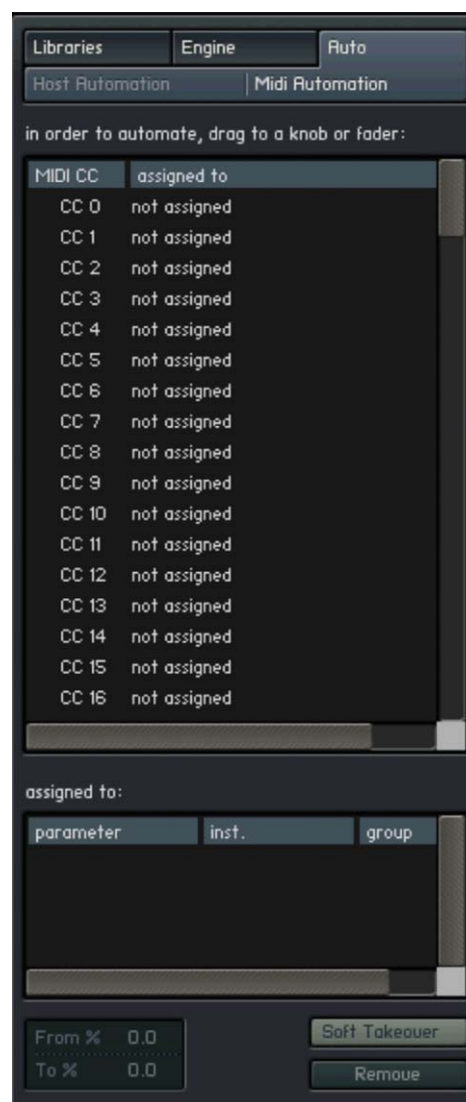 Libraries Engine Auto
Host Automation Midi Automation
in order to automate, drag to a knob or fader:
MIDI CC assigned to
CC 0 not assigned
CC 1 not assigned
CC 2 not assigned
CC 3 not assigned
CC 4 not assigned
CC 5 not assigned
CC 6 not assigned
CC 7 not assigned
CC 8 not assigned
CC 9 not assigned
CC 10 not assigned
CC 11 not assigned
CC 12 not assigned
CC 13 not assigned
CC 14 not assigned
CC 15 not assigned
CC 16 not assigned
assigned to:
parameter inst. group
From % 0.0 Soft Takeover
To % 0.0 Remove